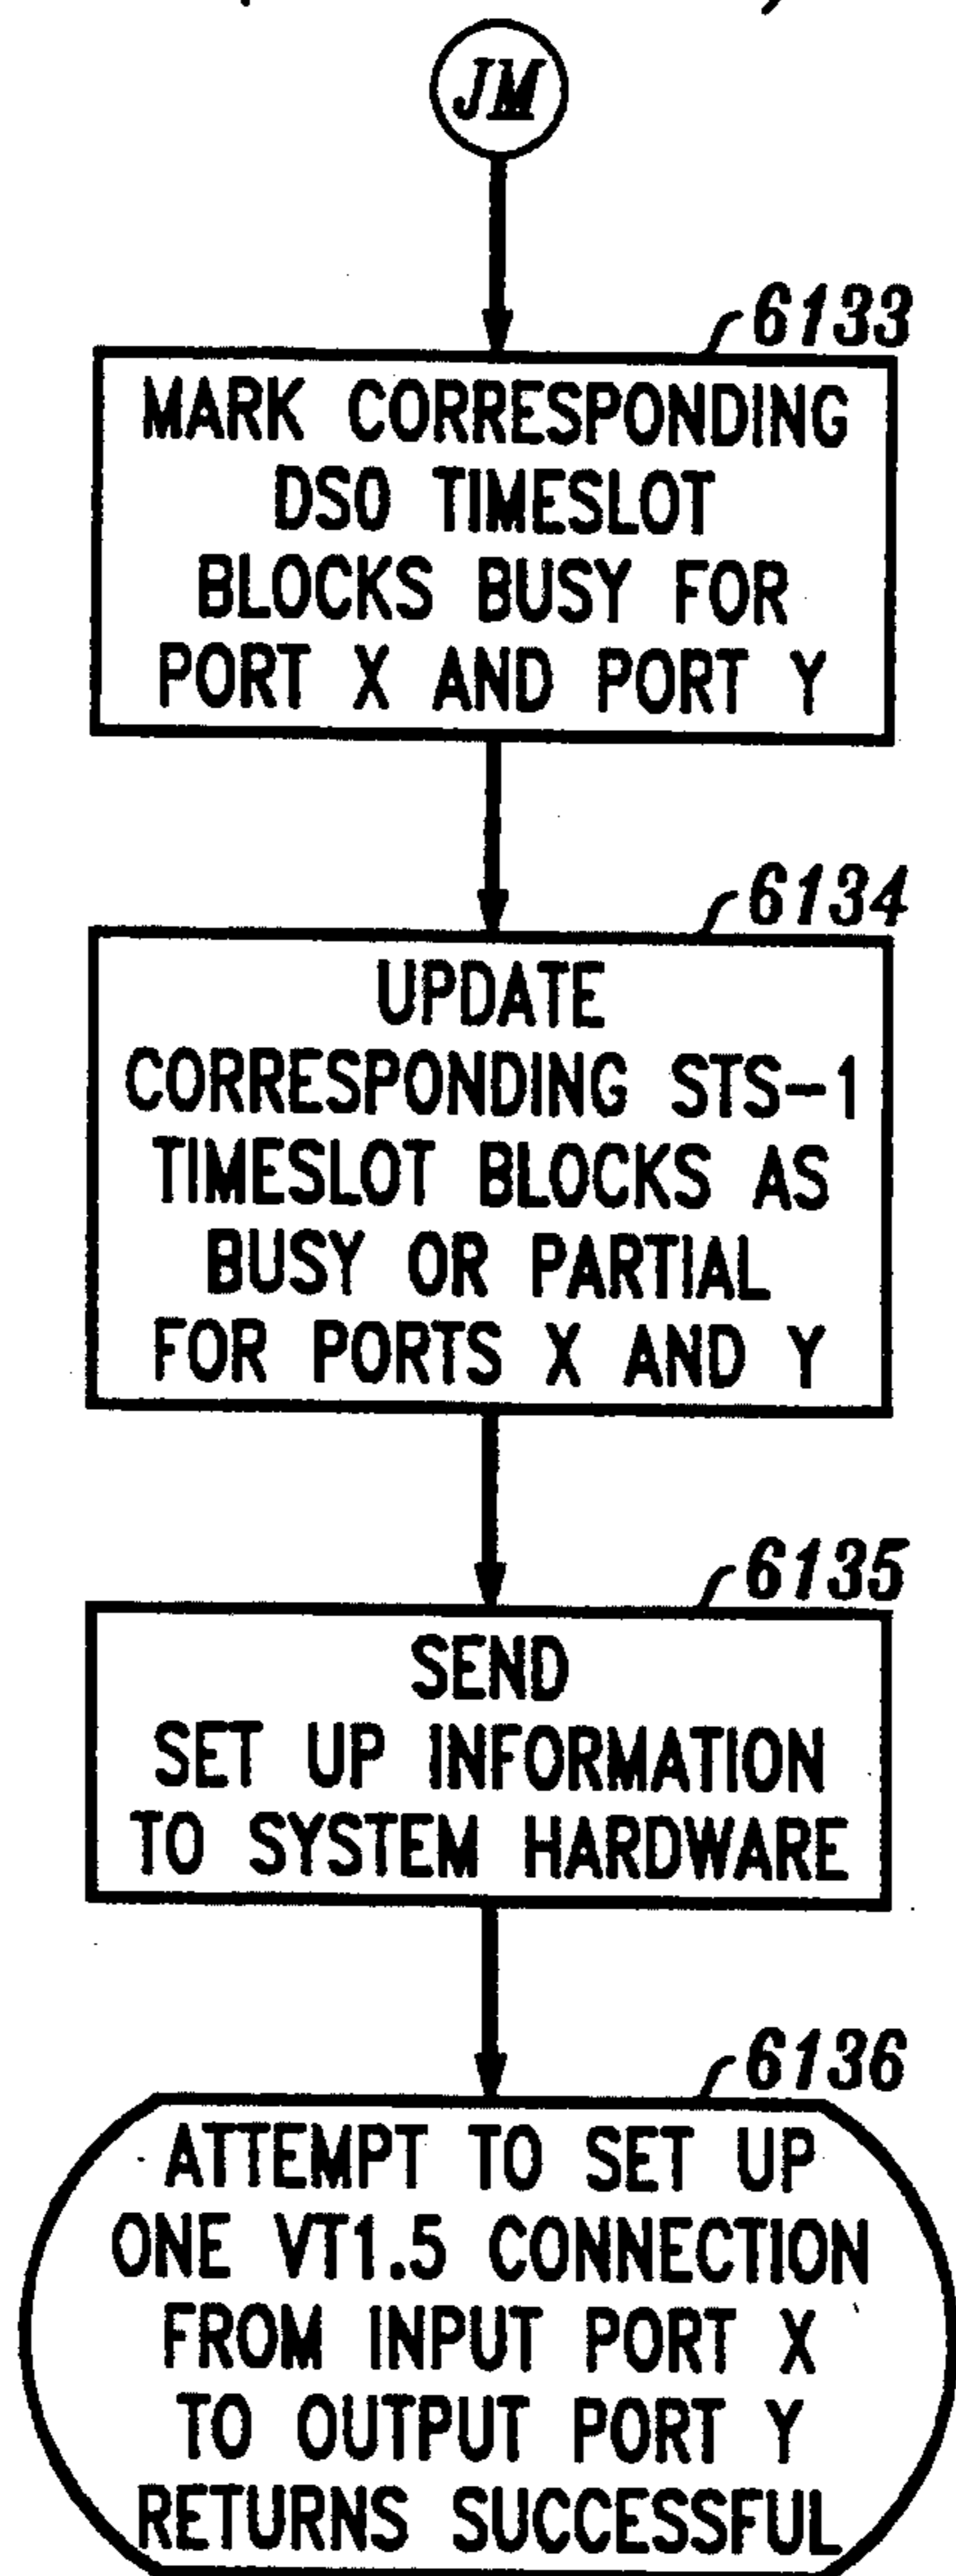 JM
6133
MARK CORRESPONDING
DS0 TIMESLOT
BLOCKS BUSY FOR
PORT X AND PORT Y
6134
UPDATE
CORRESPONDING STS-1
TIMESLOT BLOCKS AS
BUSY OR PARTIAL
FOR PORTS X AND Y
6135
SEND
SET UP INFORMATION
TO SYSTEM HARDWARE
6136
ATTEMPT TO SET UP
ONE VT1.5 CONNECTION
FROM INPUT PORT X
TO OUTPUT PORT Y
RETURNS SUCCESSFUL